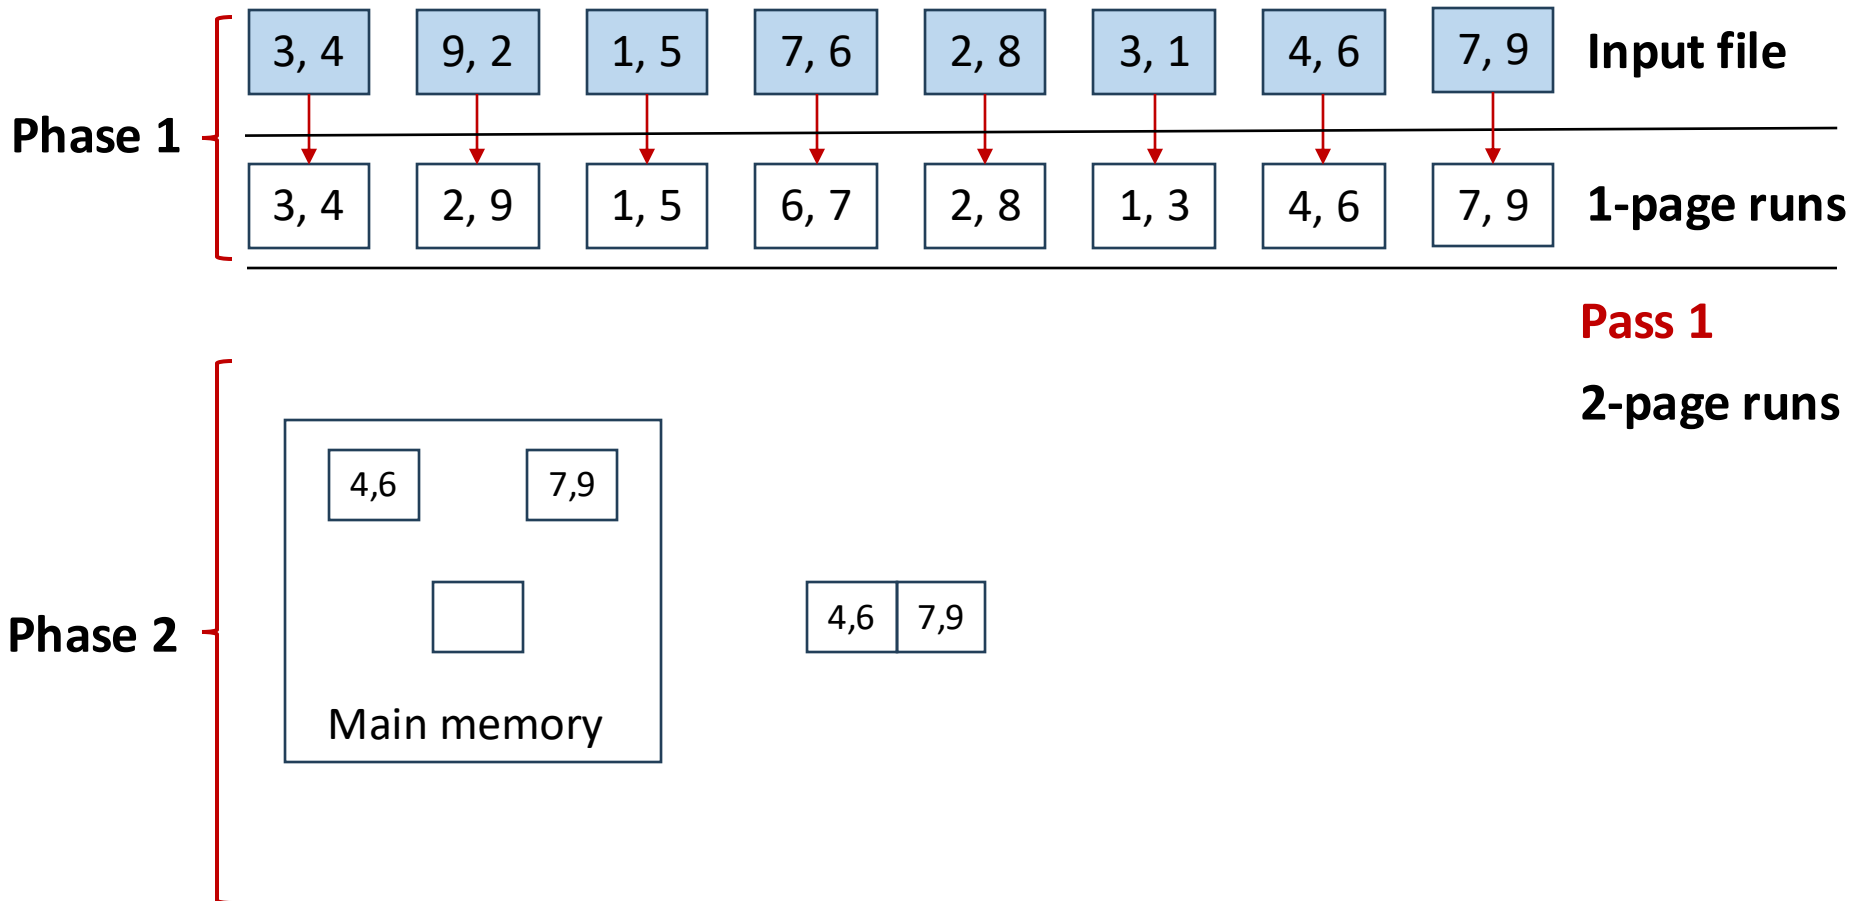 3, 4 9, 2 1, 5 7, 6 2, 8 3, 1 4, 6 7, 9 Input file
Phase 1
3, 4 2, 9 1, 5 6, 7 2, 8 1, 3 4, 6 7, 9 1-page runs
Pass 1
2-page runs
4,6 7,9
4,6 7,9
Phase 2
Main memory